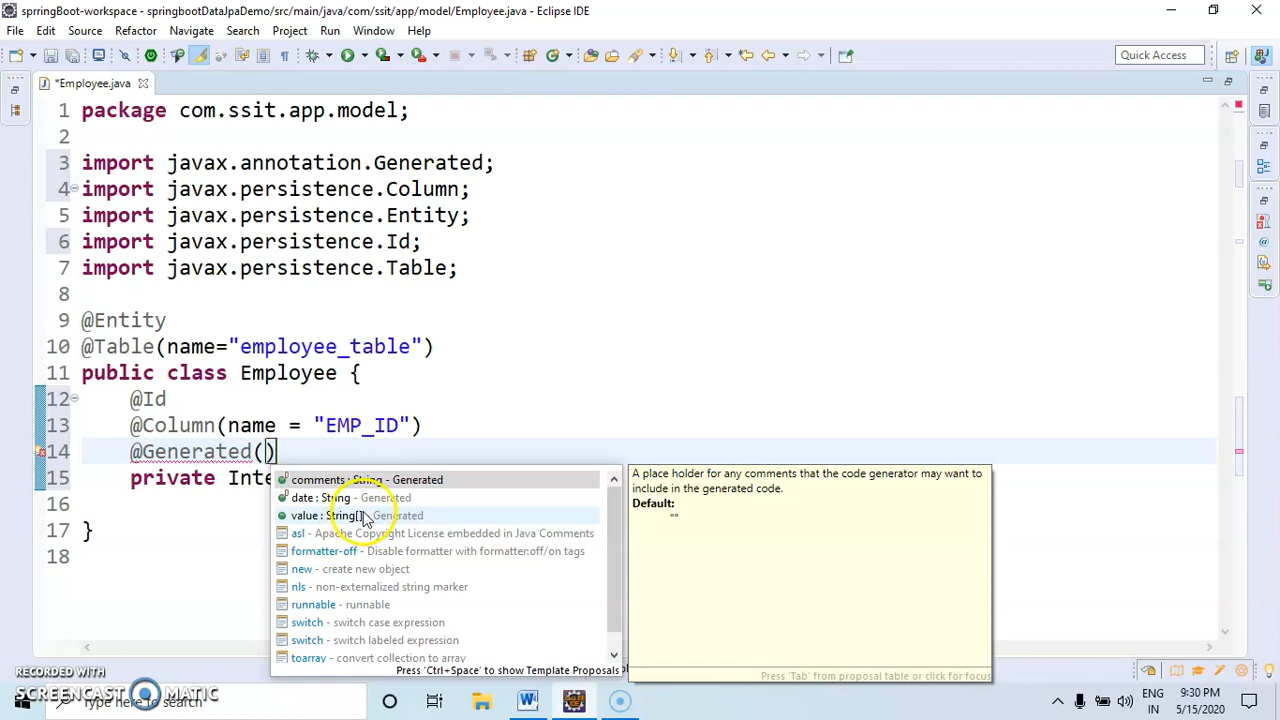 sprringBoot-workspace - springbootDataJpaDemo/src/main/java/com/ssit/app/model/Employee.java - Eclipse IDE
File Edit Source Refactor Navigate Search Project Run Window Help
Quick Access
*Employee.java
1 package com.ssit.app.model;
2
3 import javax.annotation.Generated;
4 import javax.persistence.Column;
5 import javax.persistence.Entity;
6 import javax.persistence.Id;
7 import javax.persistence.Table;
8
9 @Entity
10 @Table(name="employee_table")
11 public class Employee {
12 @Id
13 @Column(name = "EMP_ID")
14 @Generated()
15 private Inte
16
17 }
18
comments : String - Generated
date : String - Generated
value : String[] - Generated
asl - Apache Copyright License embedded in Java Comments
formatter-off - Disable formatter with formatter:off/on tags
new - create new object
nls - non-externalized string marker
runnable - runnable
switch - switch case expression
switch - switch labeled expression
toarray - convert collection to array
Press 'Ctrl+Space' to show Template Proposals
A place holder for any comments that the code generator may want to
include in the generated code.
Default:
""
Press 'Tab' from proposal table or click for focus
RECORDED WITH
SCREENCAST MATIC
Type here to search
ENG
IN
9:30 PM
5/15/2020